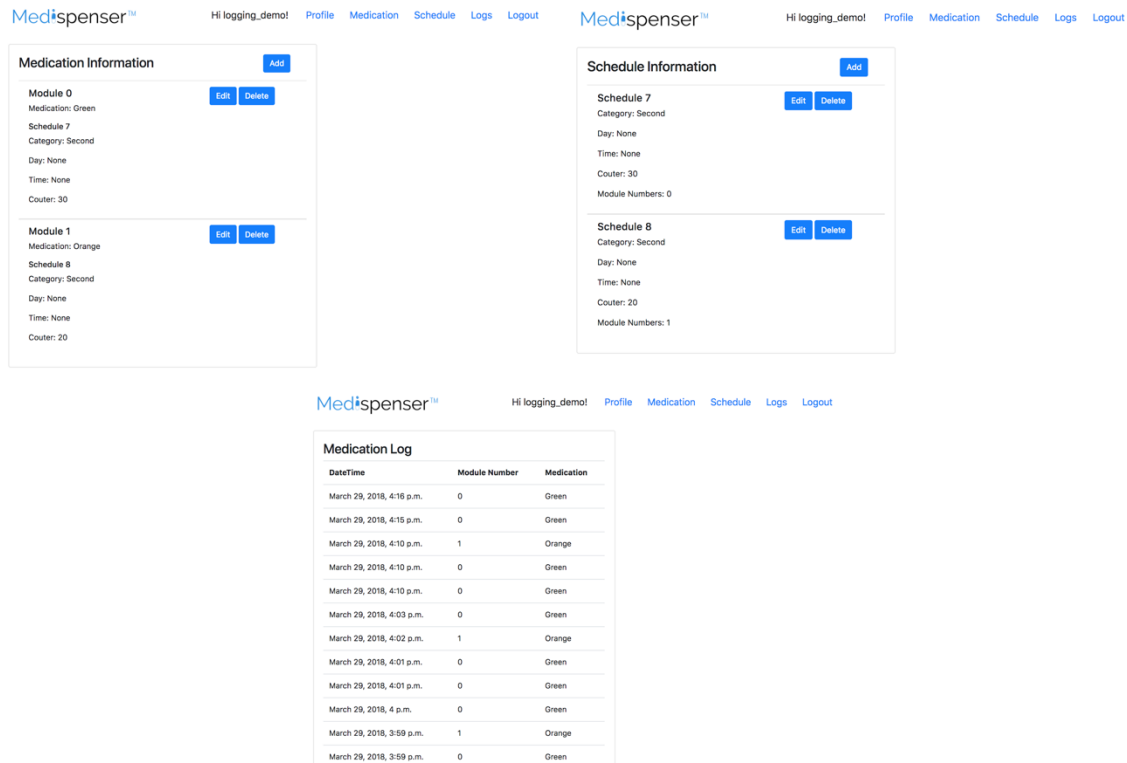 Medispenser™ Hi logging_demo! Profile Medication Schedule Logs Logout
Medication Information Add
Module 0 Edit Delete
Medication: Green
Schedule 7
Category: Second
Day: None
Time: None
Couter: 30
Module 1 Edit Delete
Medication: Orange
Schedule 8
Category: Second
Day: None
Time: None
Couter: 20
Medispenser™ Hi logging_demo! Profile Medication Schedule Logs Logout
Schedule Information Add
Schedule 7 Edit Delete
Category: Second
Day: None
Time: None
Couter: 30
Module Numbers: 0
Schedule 8 Edit Delete
Category: Second
Day: None
Time: None
Couter: 20
Module Numbers: 1
Medispenser™ Hi logging_demo! Profile Medication Schedule Logs Logout
Medication Log
DateTime Module Number Medication
March 29, 2018, 4:16 p.m. 0 Green
March 29, 2018, 4:15 p.m. 0 Green
March 29, 2018, 4:10 p.m. 1 Orange
March 29, 2018, 4:10 p.m. 0 Green
March 29, 2018, 4:10 p.m. 0 Green
March 29, 2018, 4:03 p.m. 0 Green
March 29, 2018, 4:02 p.m. 1 Orange
March 29, 2018, 4:01 p.m. 0 Green
March 29, 2018, 4:01 p.m. 0 Green
March 29, 2018, 4 p.m. 0 Green
March 29, 2018, 3:59 p.m. 1 Orange
March 29, 2018, 3:59 p.m. 0 Green